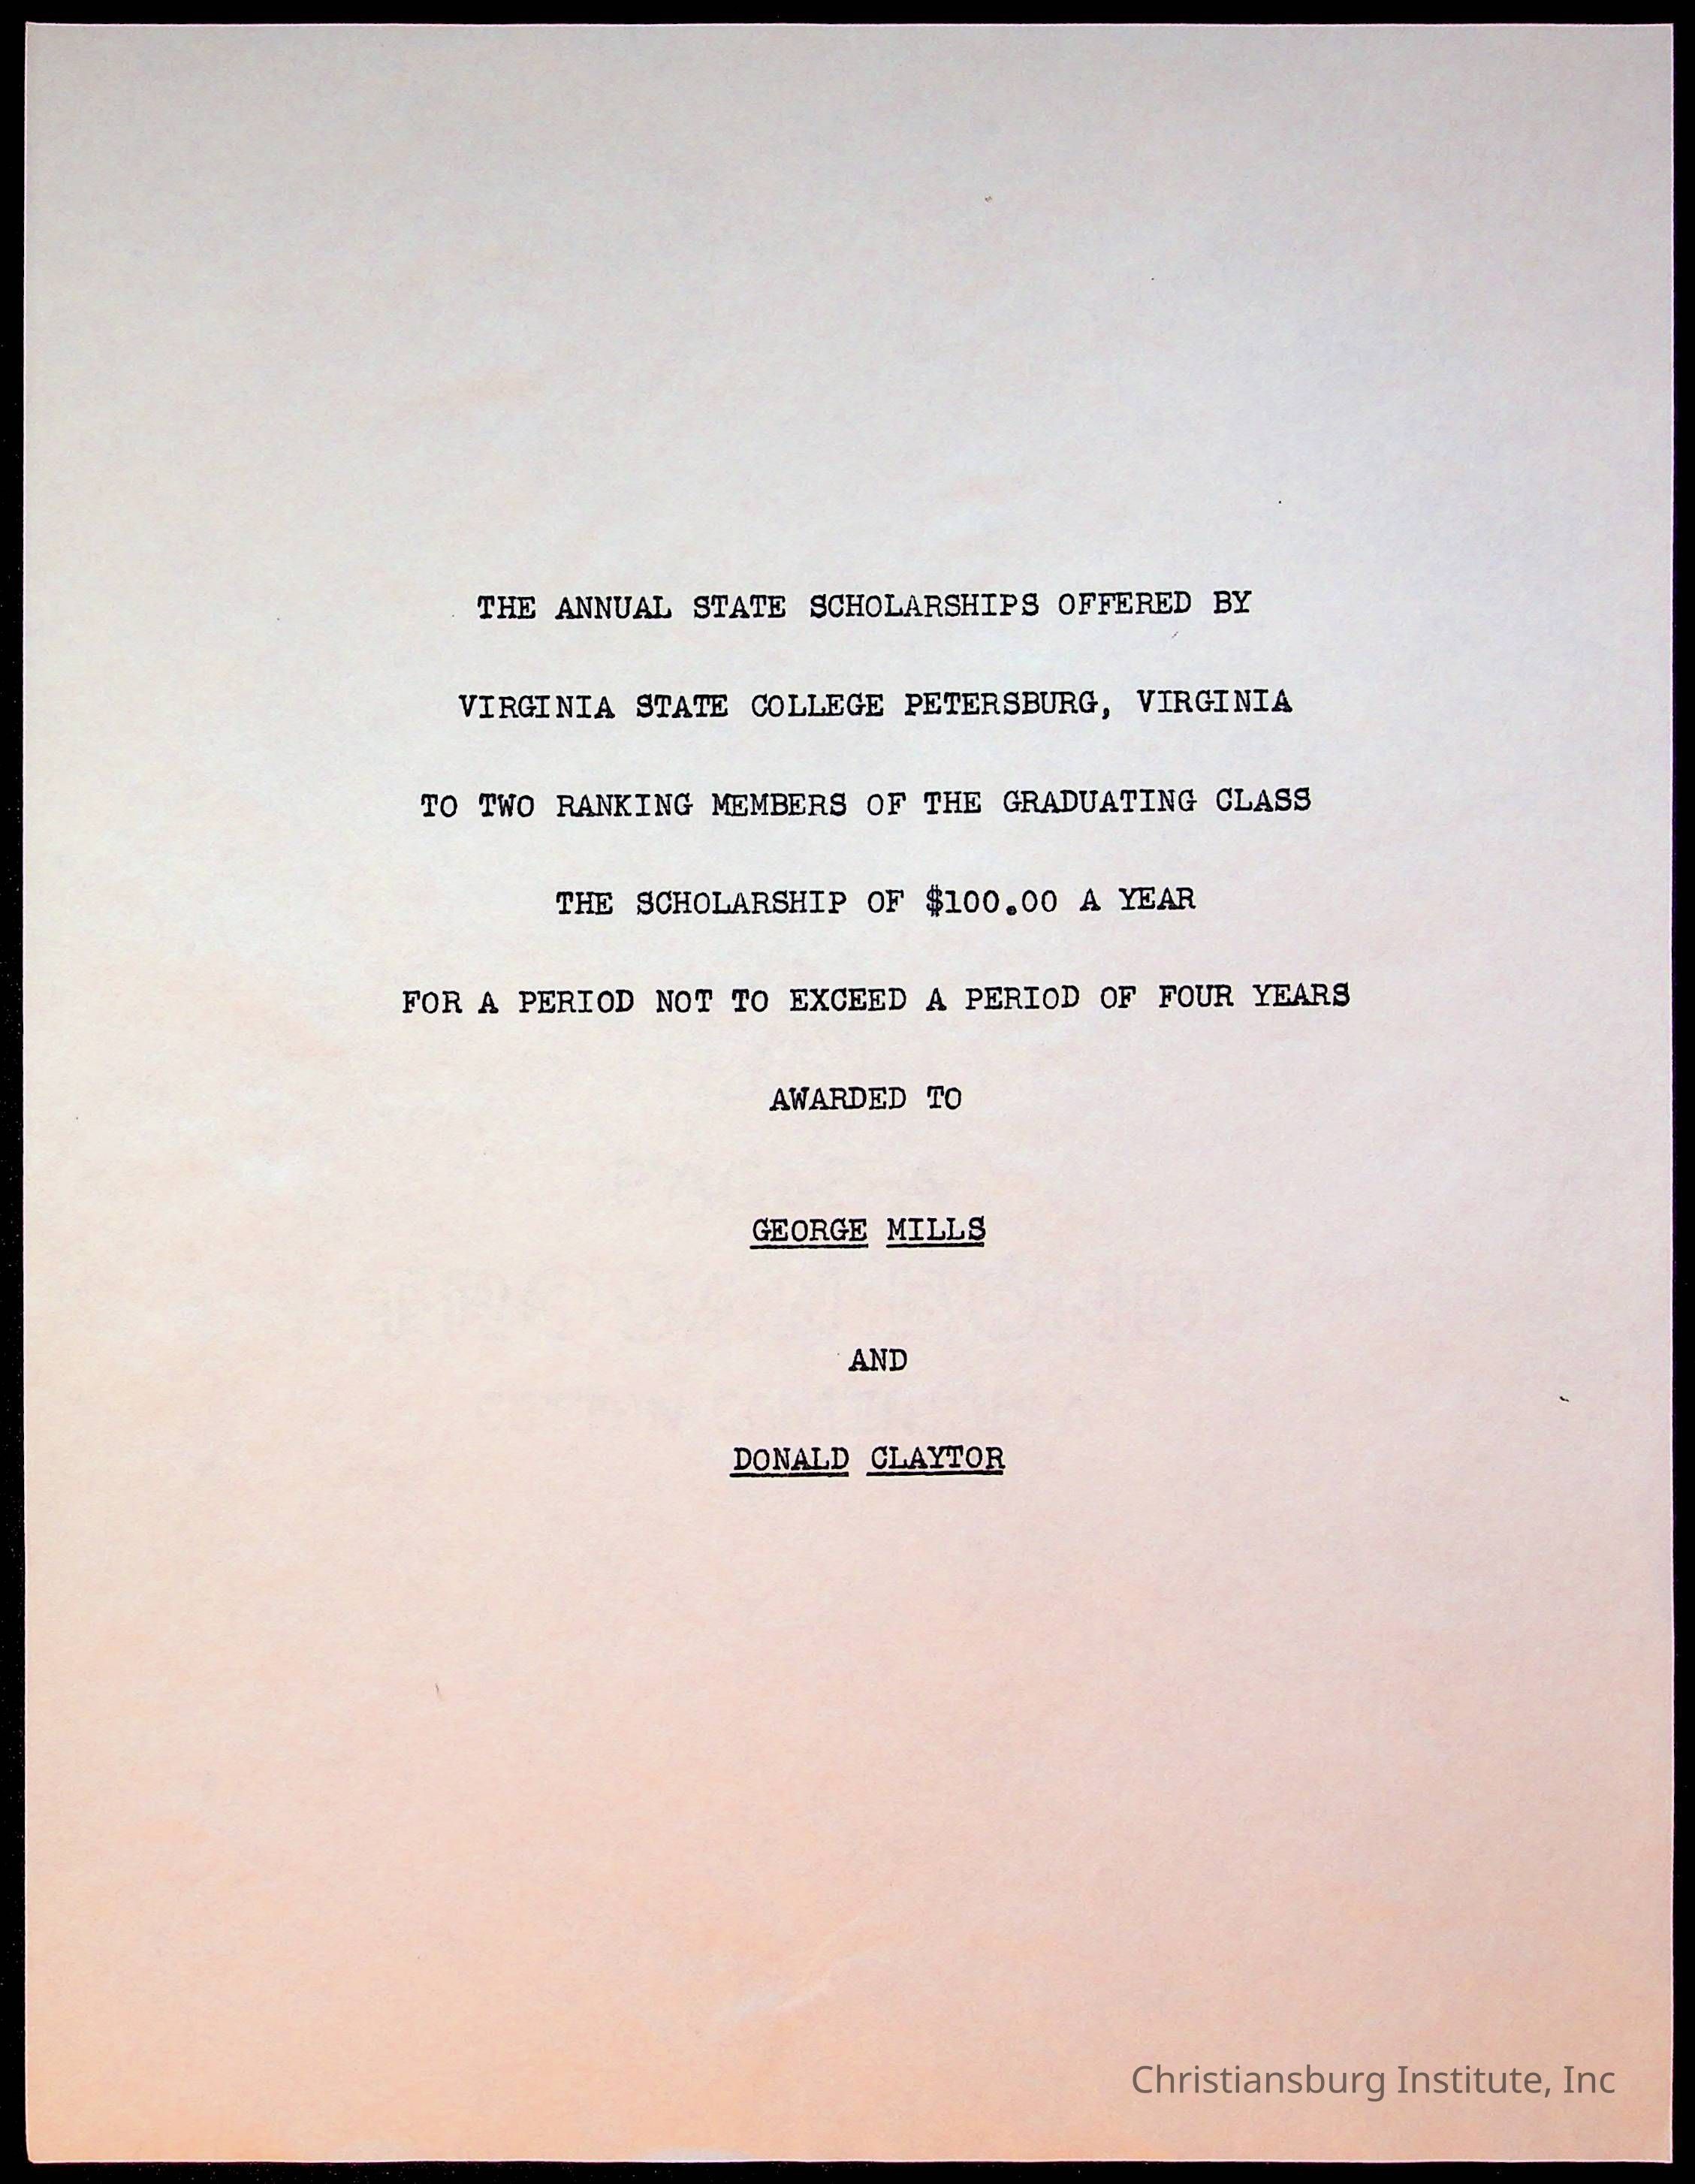 THE ANNUAL STATE SCHOLARSHIPS OFFERED BY
VIRGINIA STATE COLLEGE PETERSBURG, VIRGINIA
TO TWO RANKING MEMBERS OF THE GRADUATING CLASS
THE SCHOLARSHIP OF $100.00 A YEAR
FOR A PERIOD NOT TO EXCEED A PERIOD OF FOUR YEARS
AWARDED TO
GEORGE MILLS
AND
DONALD CLAYTOR
Christiansburg Institute, Inc